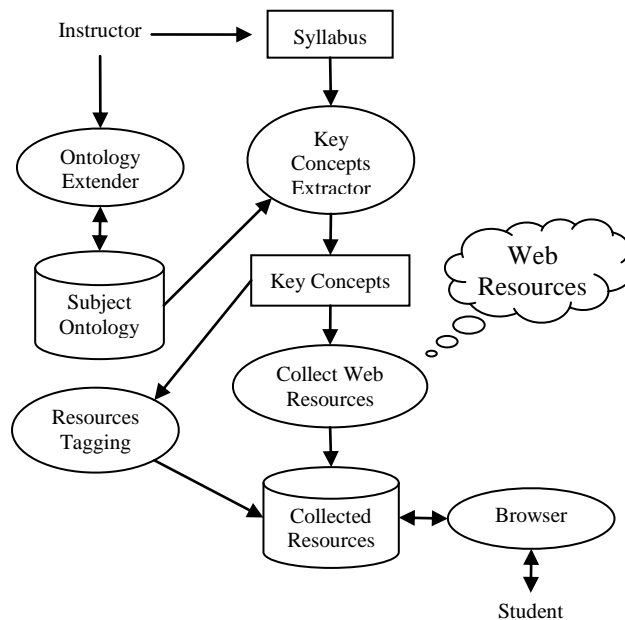 Instructor
Syllabus
Ontology
Extender
Key
Concepts
Extractor
Web
Resources
Subject
Ontology
Key Concepts
Collect Web
Resources
Resources
Tagging
Collected
Resources
Browser
Student